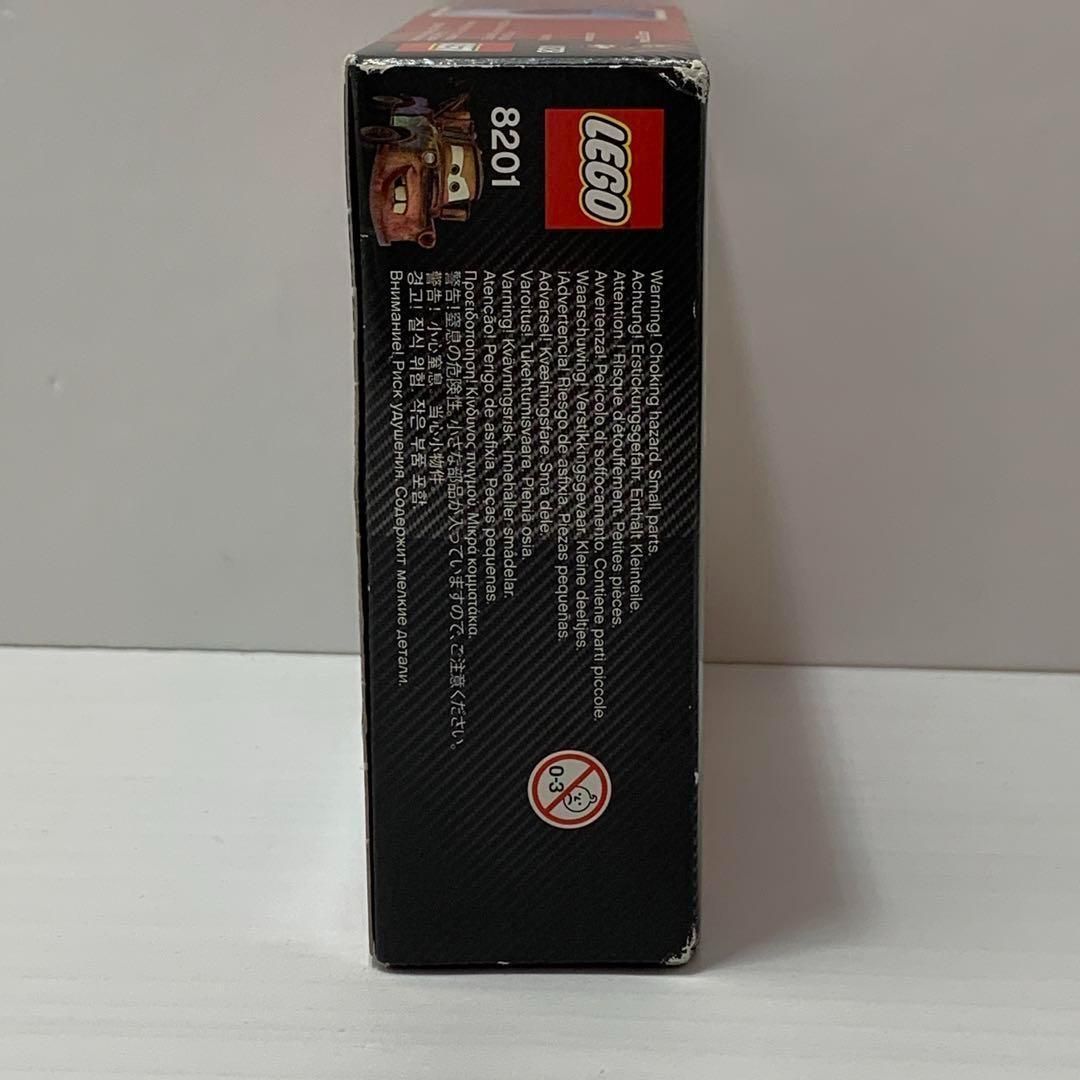 LEGO
8201
Warning! Choking hazard. Small parts.
Achtung! Erstickungsgefahr. Enthält Kleinteile.
Attention ! Risque d'étouffement. Petites pièces.
Avvertenza! Pericolo di soffocamento. Contiene parti piccole.
Waarschuwing! Verstikkingsgevaar. Kleine deeltjes.
¡Advertencia! Riesgo de asfixia. Piezas pequeñas.
Advarsel! Kvælningsfare. Små dele.
Varoitus! Tukehtumisvaara. Pieniä osia.
Varning! Kvävningsrisk. Innehåller smådelar.
Atenção! Perigo de asfixia. Peças pequenas.
Προειδοποίηση! Κίνδυνος πνιγμού. Μικρά κομματάκια.
警告! 窒息の危険性。小さな部品が入っていますので、ご注意ください。
警告! 小心窒息。当心小物件。
경고! 질식 위험. 작은 부품 포함.
Внимание! Риск удушения. Содержит мелкие детали.
0-3